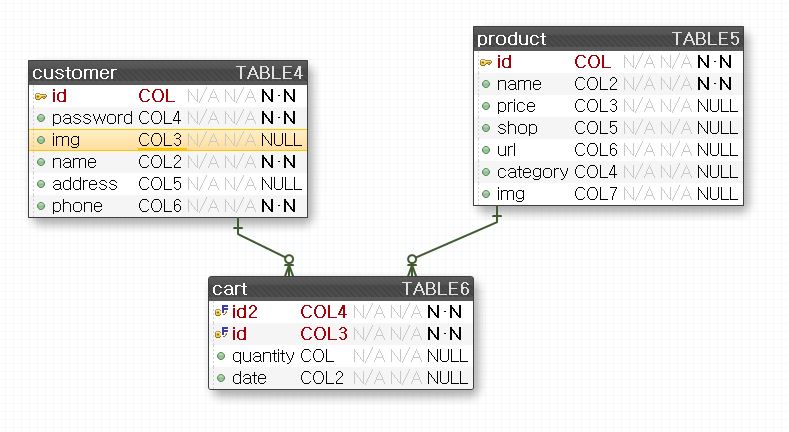 customer TABLE4
id COL N/A N/A N·N
password COL4 N/A N/A N·N
img COL3 N/A N/A NULL
name COL2 N/A N/A N·N
address COL5 N/A N/A NULL
phone COL6 N/A N/A N·N
product TABLE5
id COL N/A N/A N·N
name COL2 N/A N/A N·N
price COL3 N/A N/A NULL
shop COL5 N/A N/A NULL
url COL6 N/A N/A NULL
category COL4 N/A N/A NULL
img COL7 N/A N/A NULL
cart TABLE6
id2 COL4 N/A N/A N·N
id COL3 N/A N/A N·N
quantity COL N/A N/A NULL
date COL2 N/A N/A NULL